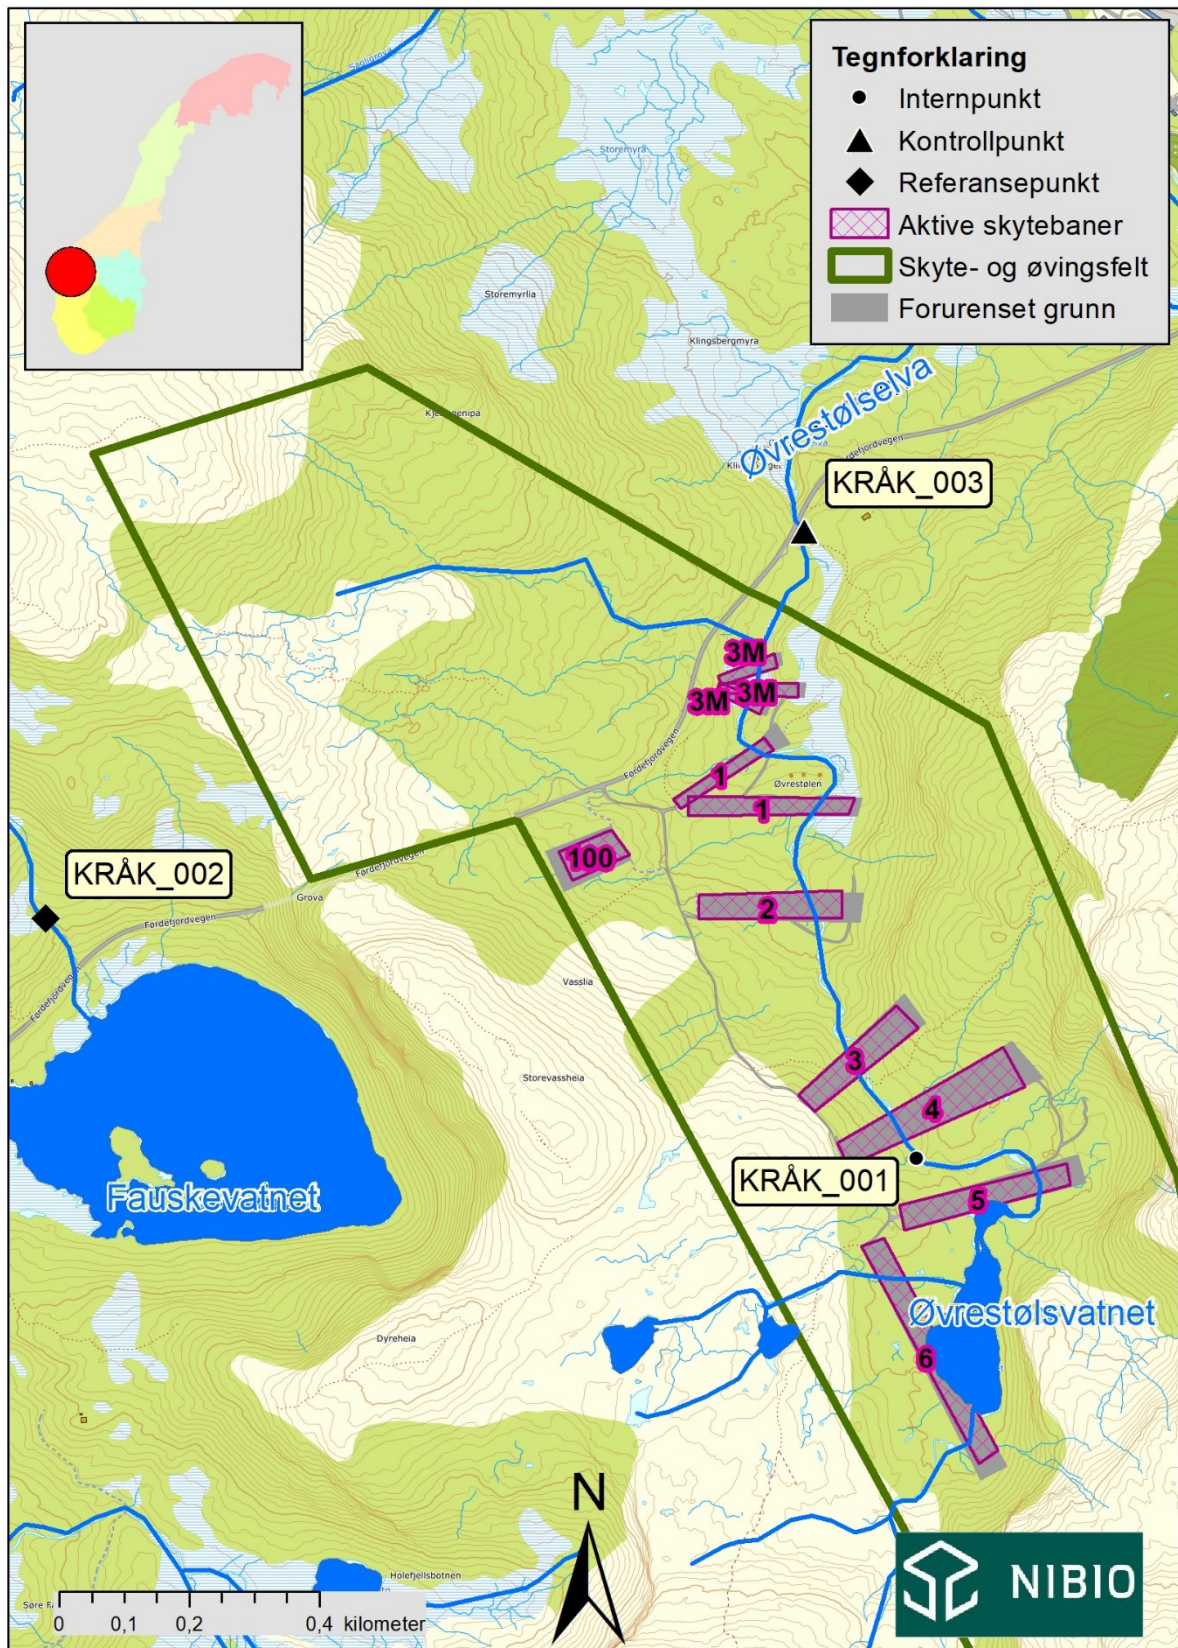 Tegnforklaring
Internpunkt
Kontrollpunkt
Referansepunkt
Aktive skytebaner
Skyte- og øvingsfelt
Forurenset grunn
Storemyra
Storemyrlia
Klingsbergmyra
Øvrestølselva
KRÅK_003
3M
3M
3M
Førdefjordvegen
1
Øvrestølen
1
100
Førdefjordvegen
KRÅK_002
Grova
2
Førdefjordvegen
Vasslia
Førdefjordvegen
3
Storevassheia
4
KRÅK_001
Fauskevatnet
5
Øvrestølsvatnet
Dyreheia
6
N
Holefjellsbotnen
NIBIO
0 0,1 0,2 0,4 kilometer